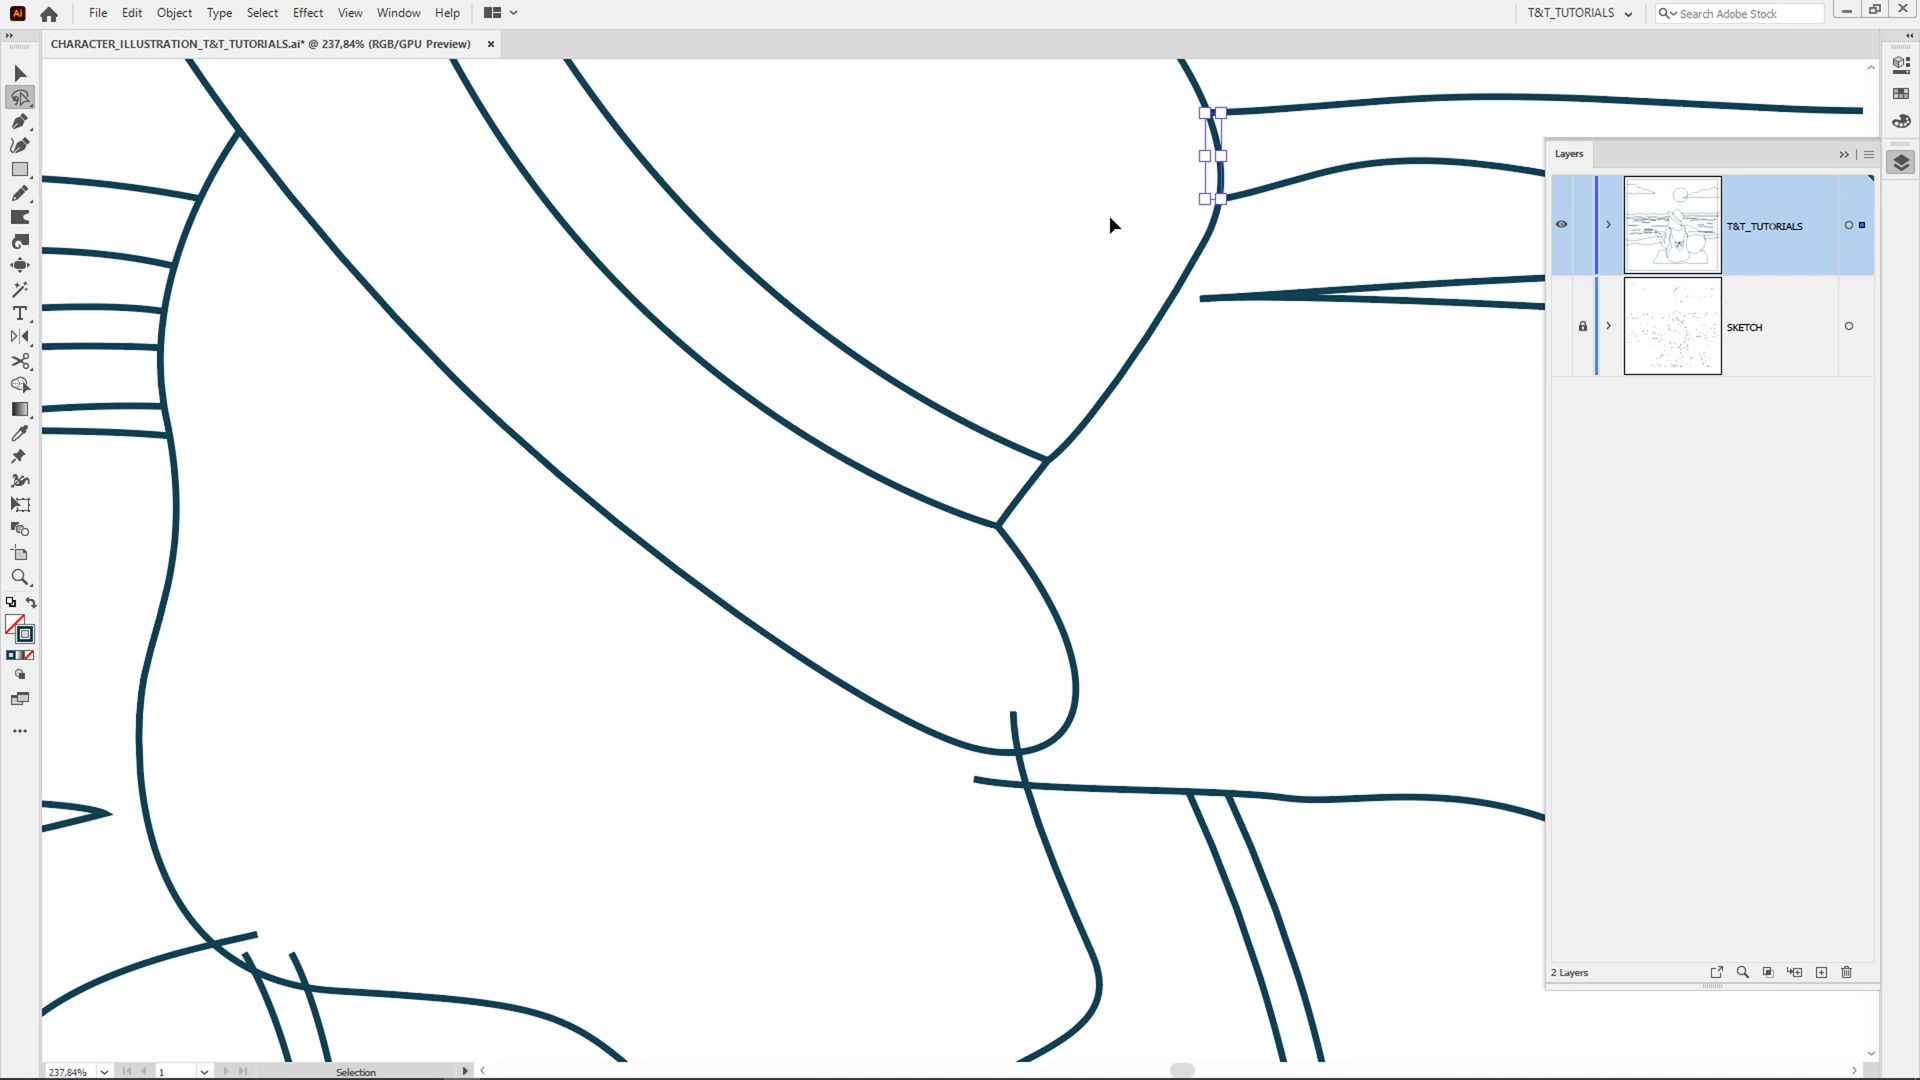 Ai File Edit Object Type Select Effect View Window Help T&T_TUTORIALS Search Adobe Stock
CHARACTER_ILLUSTRATION_T&T_TUTORIALS.ai* @ 237,84% (RGB/GPU Preview) ×
Layers
T&T_TUTORIALS
SKETCH
2 Layers
237,84% 1 Selection